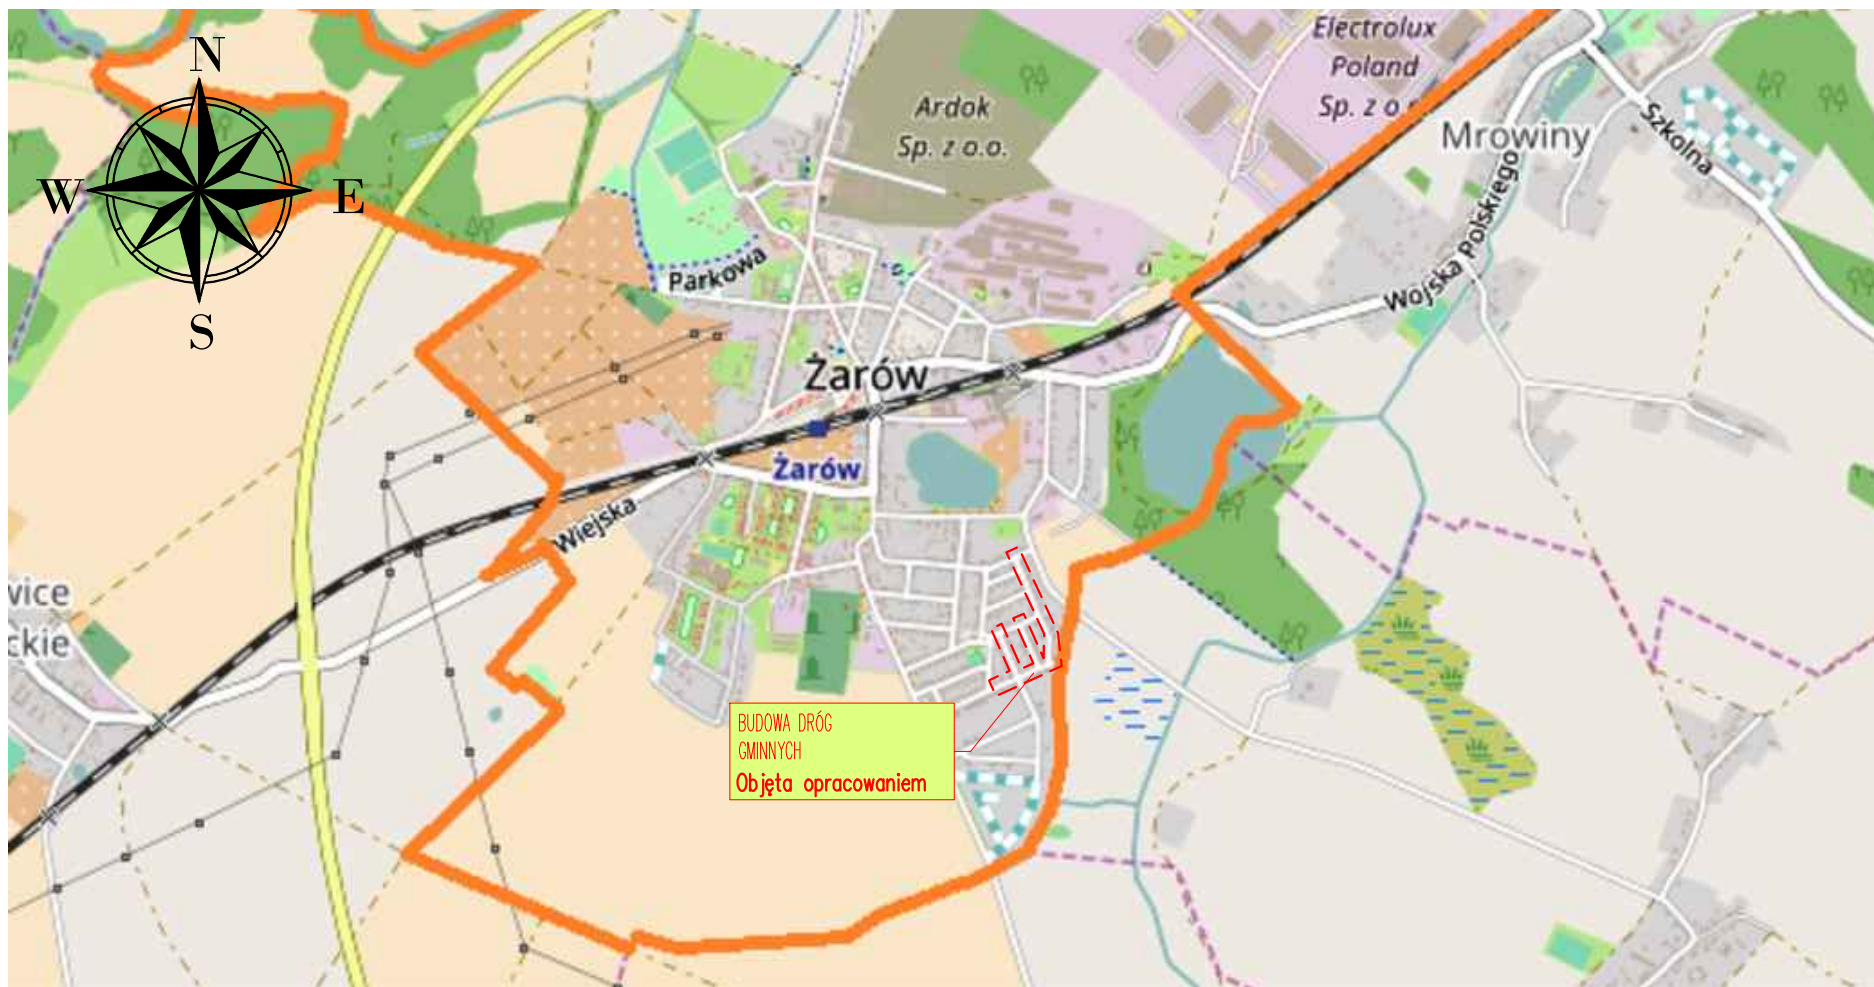 N
W
E
S
Electrolux
Poland
Sp. z o.
Ardok
Sp. z o.o.
Mrowiny
Szkolna
Wojska Polskiego
Parkowa
Żarów
Żarów
Wiejska
wice
ckie
BUDOWA DRÓG
GMINNYCH
Objęta opracowaniem